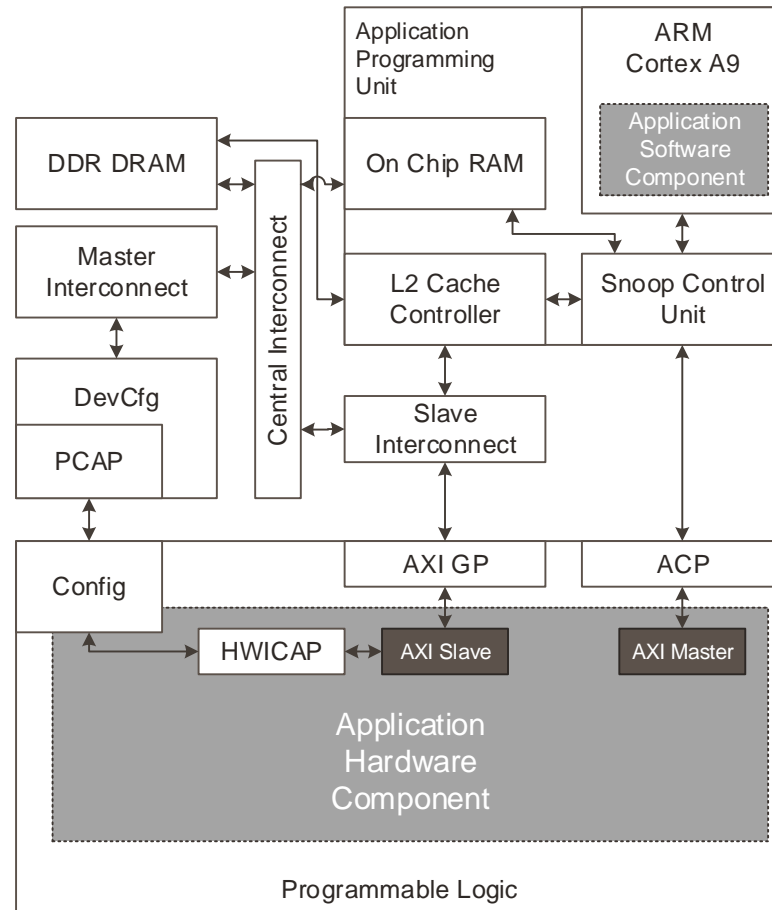 Application
Programming
Unit
ARM
Cortex A9
Application
Software
Component
DDR DRAM
On Chip RAM
Master
Interconnect
Central Interconnect
L2 Cache
Controller
Snoop Control
Unit
DevCfg
PCAP
Slave
Interconnect
Config
AXI GP
ACP
HWICAP
AXI Slave
AXI Master
Application
Hardware
Component
Programmable Logic